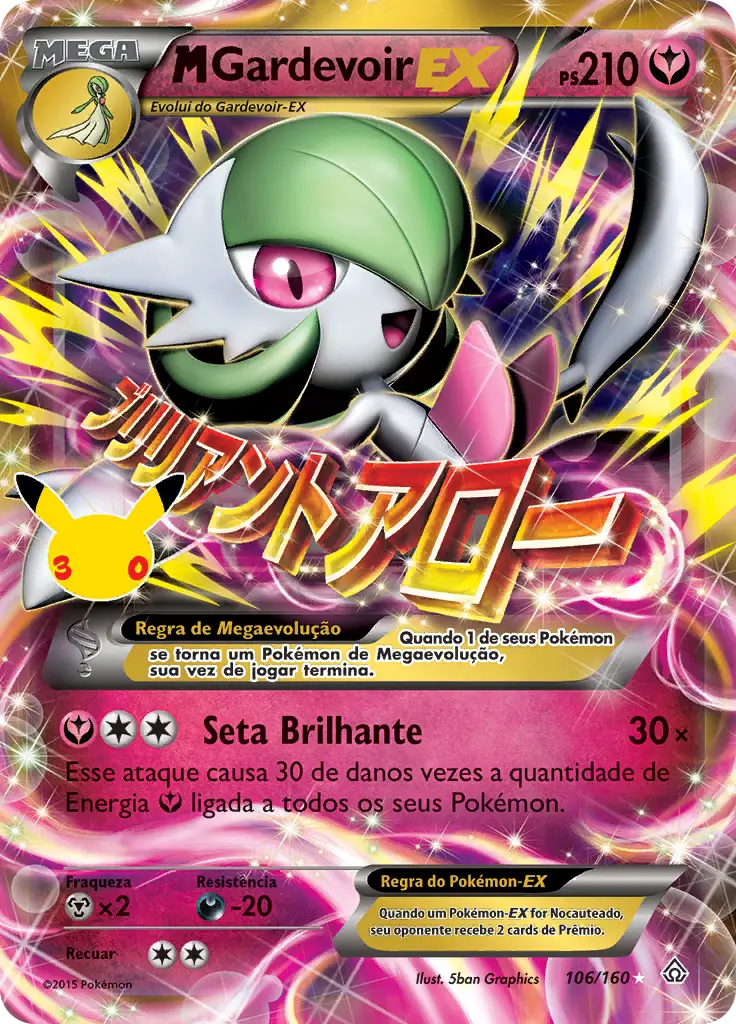 MEGA
MGardevoir EX
PS210
Evolui do Gardevoir-EX
ブリリアントアロー
3 0
Regra de Megaevolução
Quando 1 de seus Pokémon
se torna um Pokémon de Megaevolução,
sua vez de jogar termina.
Seta Brilhante 30×
Esse ataque causa 30 de danos vezes a quantidade de
Energia ligada a todos os seus Pokémon.
Fraqueza
×2
Resistência
-20
Recuar
Regra do Pokémon-EX
Quando um Pokémon-EX for Nocauteado,
seu oponente recebe 2 cards de Prêmio.
©2015 Pokémon
Ilust. 5ban Graphics
106/160